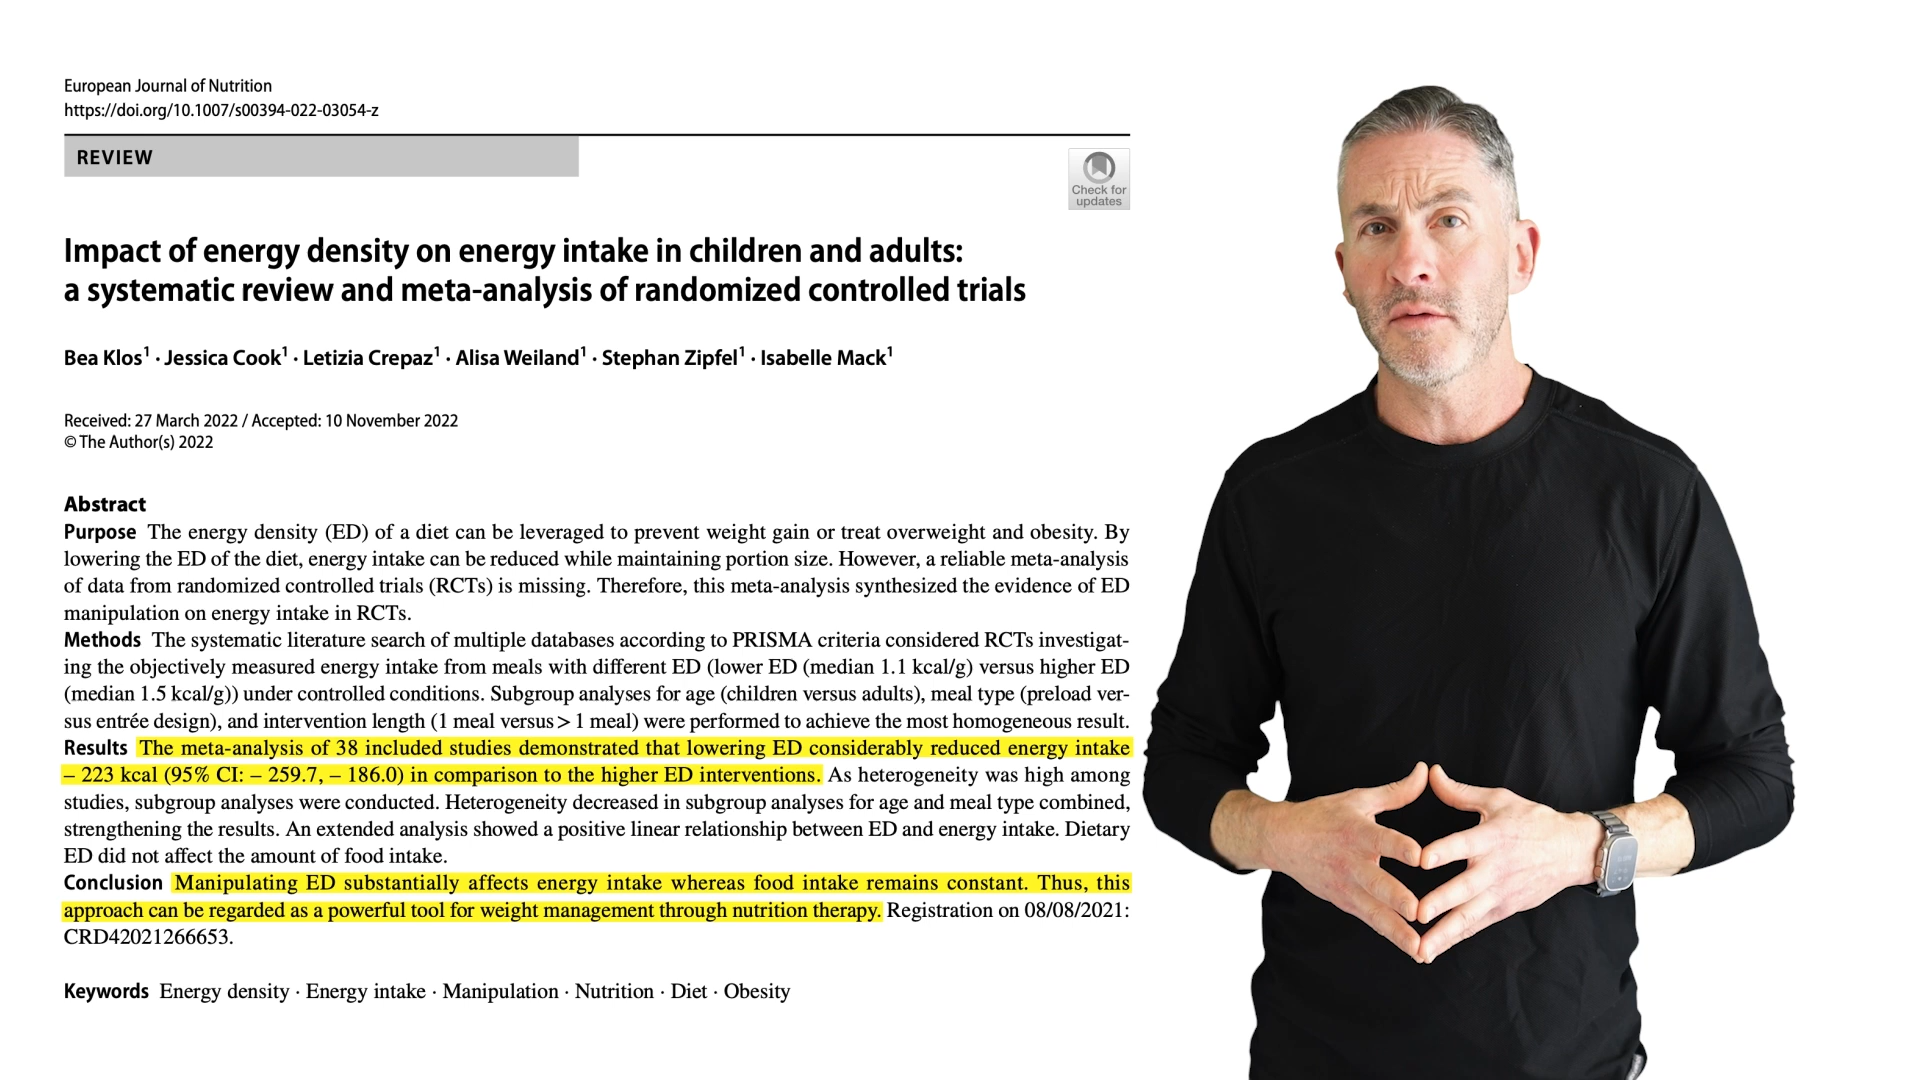 European Journal of Nutrition
https://doi.org/10.1007/s00394-022-03054-z
REVIEW
Check for
updates
Impact of energy density on energy intake in children and adults:
a systematic review and meta-analysis of randomized controlled trials
Bea Klos1 · Jessica Cook1 · Letizia Crepaz1 · Alisa Weiland1 · Stephan Zipfel1 · Isabelle Mack1
Received: 27 March 2022 / Accepted: 10 November 2022
© The Author(s) 2022
Abstract
Purpose The energy density (ED) of a diet can be leveraged to prevent weight gain or treat overweight and obesity. By
lowering the ED of the diet, energy intake can be reduced while maintaining portion size. However, a reliable meta-analysis
of data from randomized controlled trials (RCTs) is missing. Therefore, this meta-analysis synthesized the evidence of ED
manipulation on energy intake in RCTs.
Methods The systematic literature search of multiple databases according to PRISMA criteria considered RCTs investigat-
ing the objectively measured energy intake from meals with different ED (lower ED (median 1.1 kcal/g) versus higher ED
(median 1.5 kcal/g)) under controlled conditions. Subgroup analyses for age (children versus adults), meal type (preload ver-
sus entrée design), and intervention length (1 meal versus > 1 meal) were performed to achieve the most homogeneous result.
Results The meta-analysis of 38 included studies demonstrated that lowering ED considerably reduced energy intake
– 223 kcal (95% CI: – 259.7, – 186.0) in comparison to the higher ED interventions. As heterogeneity was high among
studies, subgroup analyses were conducted. Heterogeneity decreased in subgroup analyses for age and meal type combined,
strengthening the results. An extended analysis showed a positive linear relationship between ED and energy intake. Dietary
ED did not affect the amount of food intake.
Conclusion Manipulating ED substantially affects energy intake whereas food intake remains constant. Thus, this
approach can be regarded as a powerful tool for weight management through nutrition therapy. Registration on 08/08/2021:
CRD42021266653.
Keywords Energy density · Energy intake · Manipulation · Nutrition · Diet · Obesity